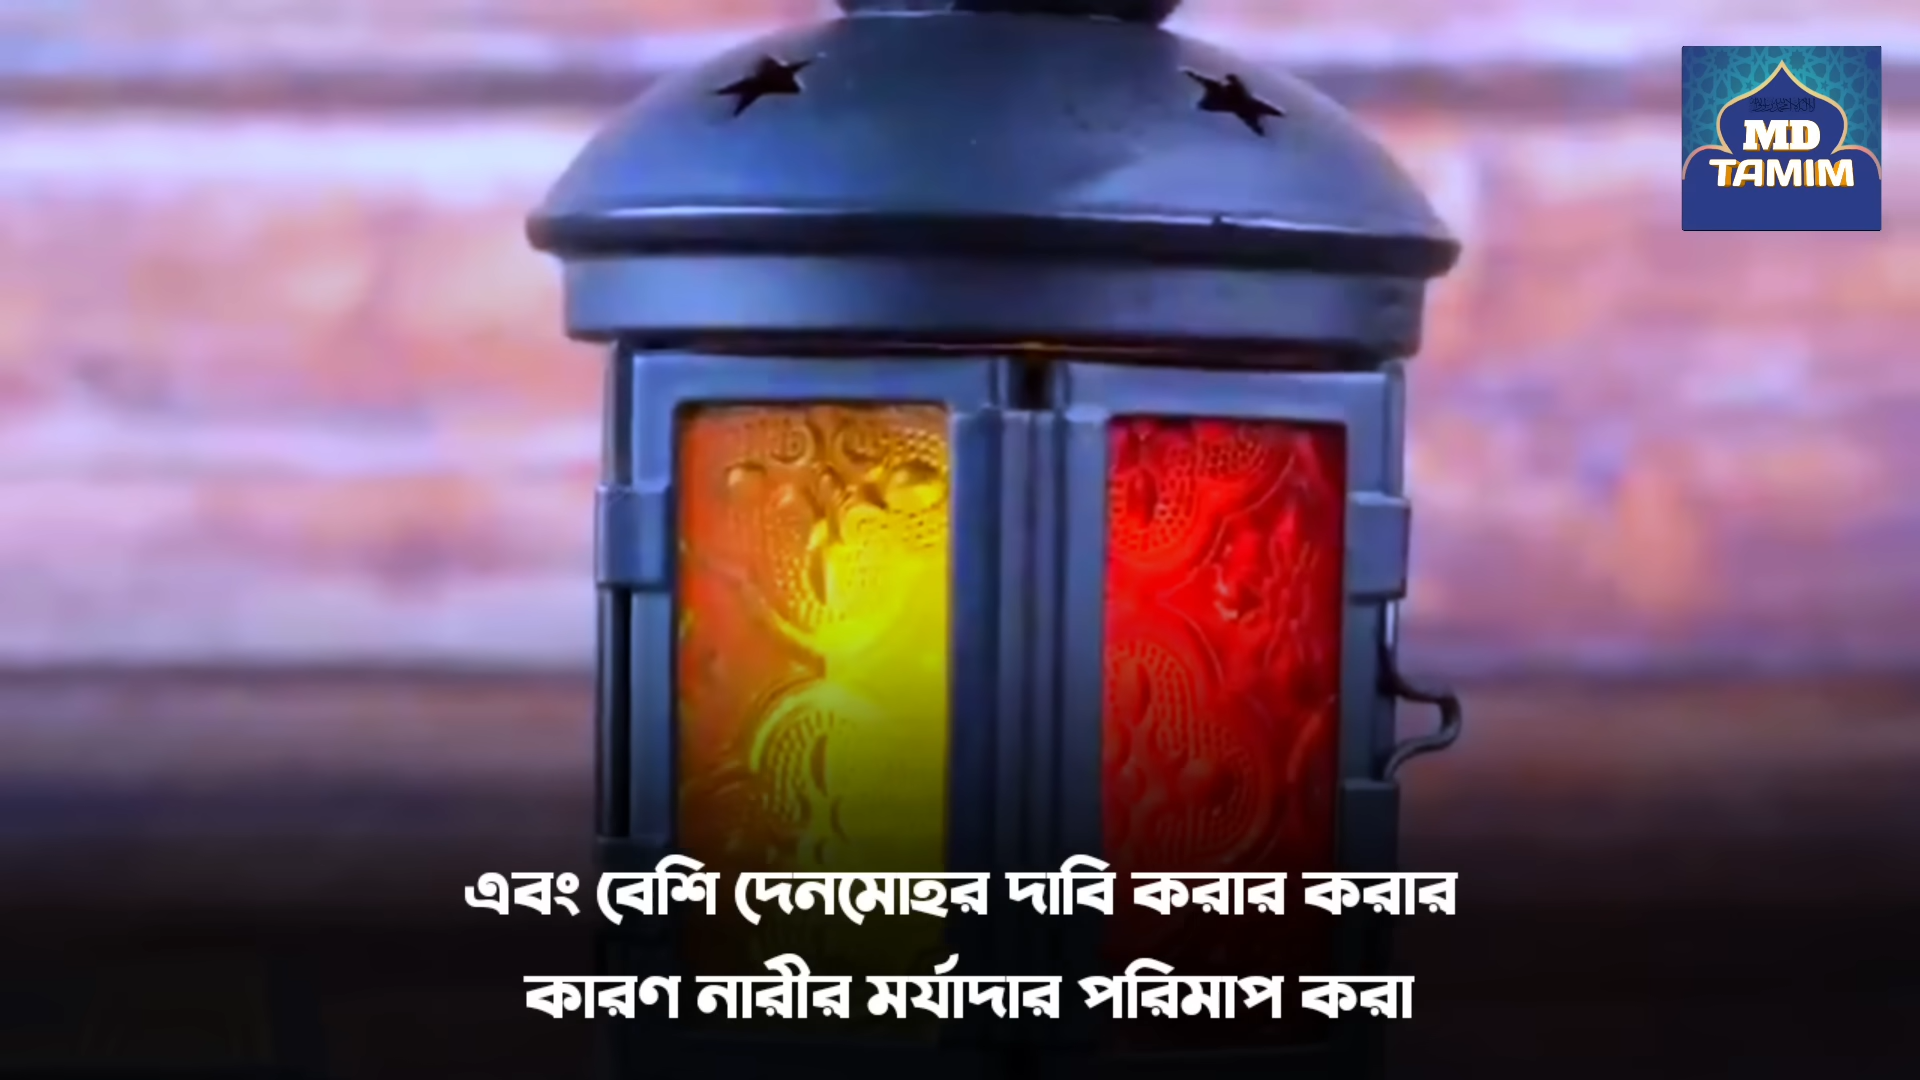 MD
TAMIM
এবং বেশি দেনমোহর দাবি করার করার
কারণ নারীর মর্যাদার পরিমাপ করা